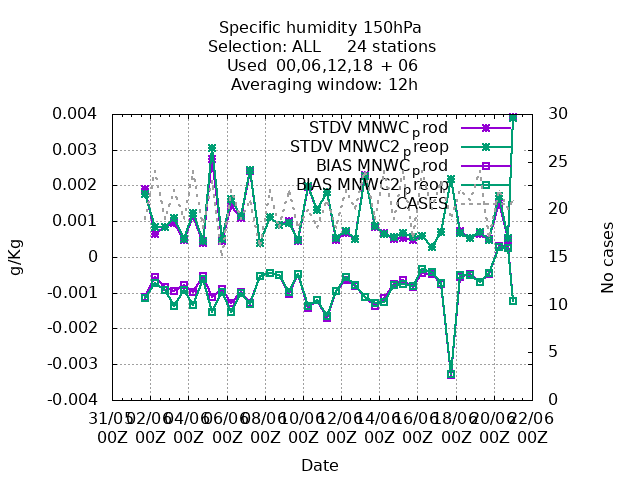 Specific humidity 150hPa
Selection: ALL 24 stations
Used 00,06,12,18 + 06
Averaging window: 12h
STDV MNWC_prod
STDV MNWC2_preop
BIAS MNWC_prod
BIAS MNWC2_preop
CASES
0.004
0.003
0.002
0.001
0
-0.001
-0.002
-0.003
-0.004
g/Kg
30
25
20
15
10
5
0
No cases
31/05 02/06 04/06 06/06 08/06 10/06 12/06 14/06 16/06 18/06 20/06 22/06
00Z 00Z 00Z 00Z 00Z 00Z 00Z 00Z 00Z 00Z 00Z 00Z
Date